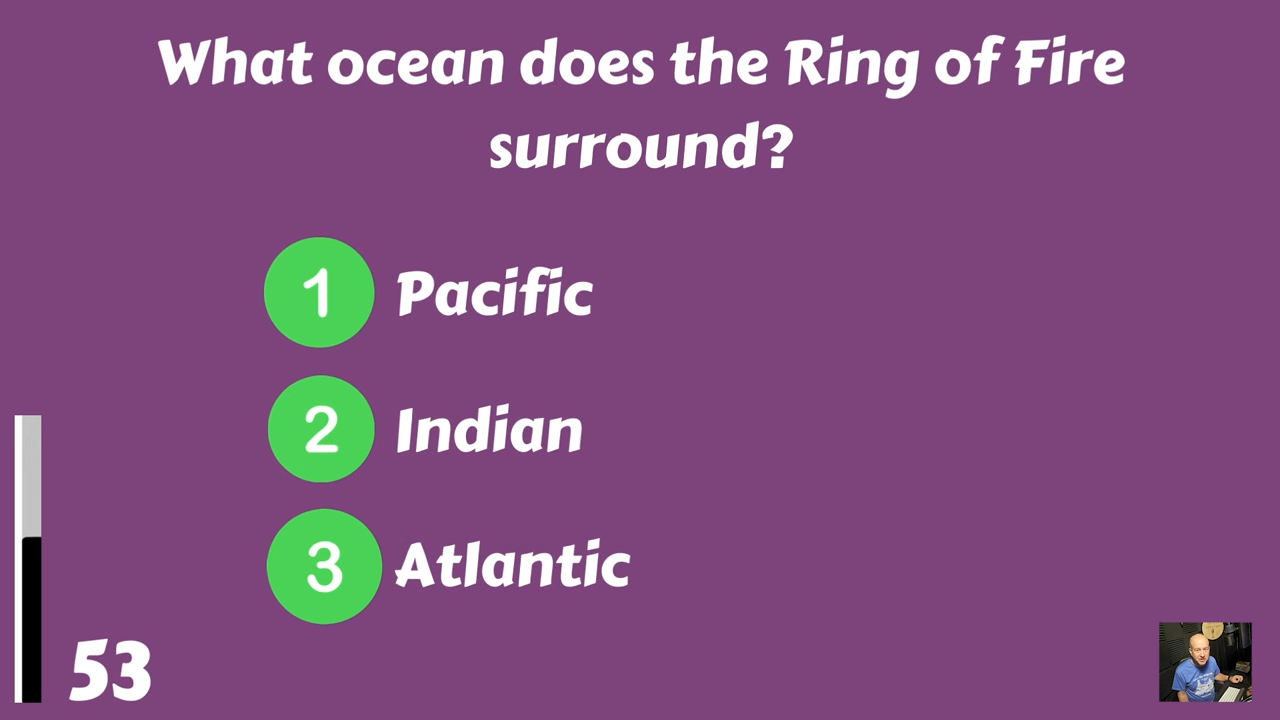 What ocean does the Ring of Fire
surround?
1 Pacific
2 Indian
3 Atlantic
53